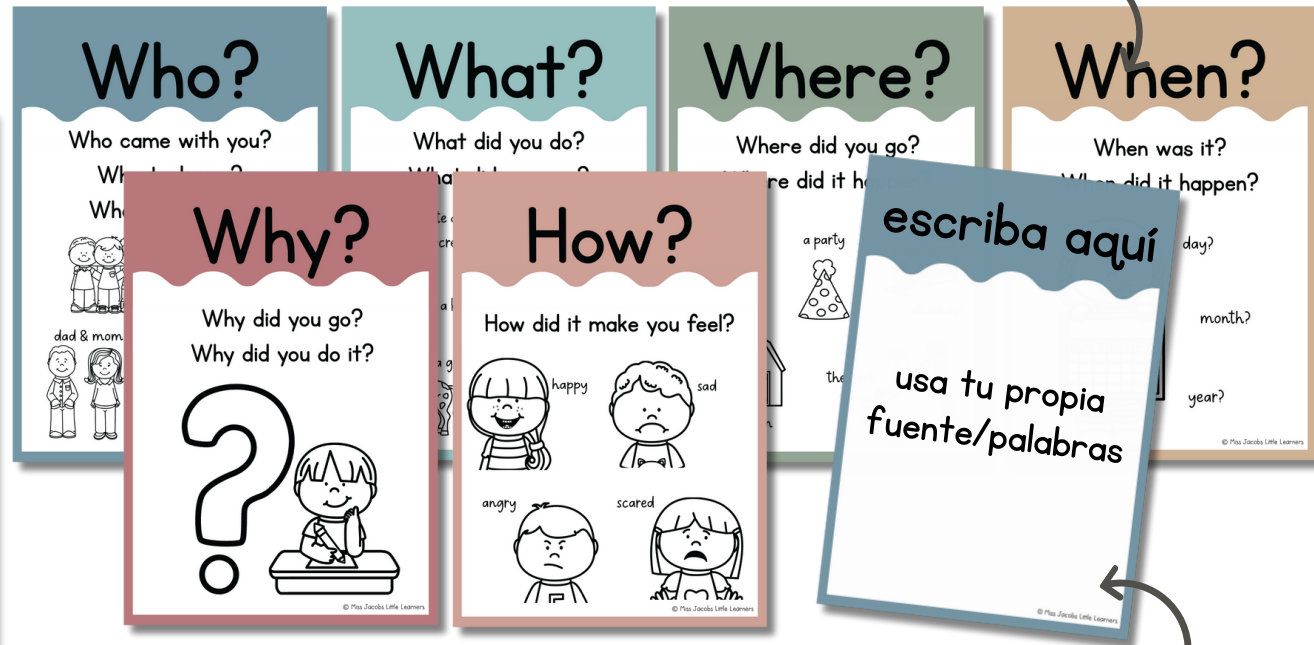 Who?
Who came with you?
dad & mom
What?
What did you do?
Where?
Where did you go?
did it
a party
When?
When was it?
did it happen?
day?
month?
year?
© Miss Jacobs Little Learners
Why?
Why did you go?
Why did you do it?
© Miss Jacobs Little Learners
How?
How did it make you feel?
happy
sad
angry
scared
© Miss Jacobs Little Learners
escriba aquí
usa tu propia
fuente/palabras
© Miss Jacobs Little Learners